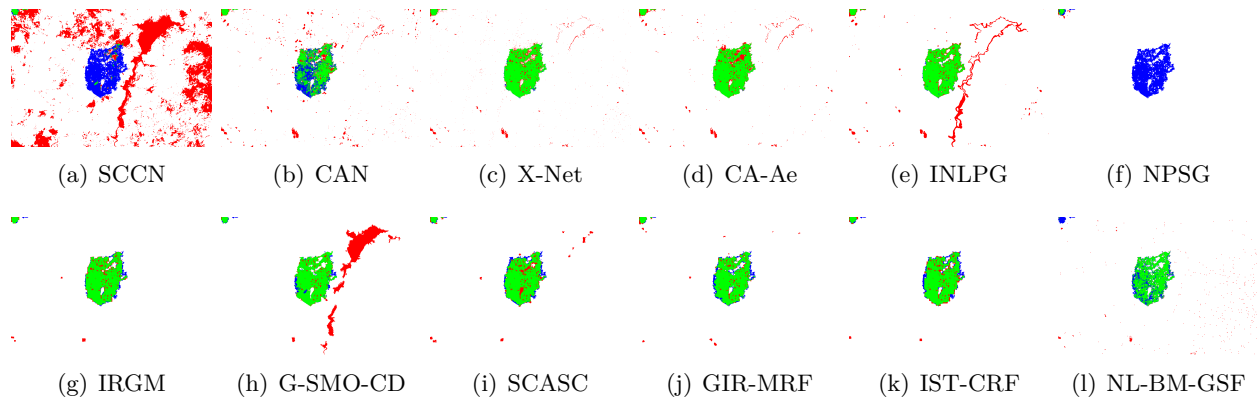 (a) SCCN (b) CAN (c) X-Net (d) CA-Ae (e) INLPG (f) NPSG
(g) IRGM (h) G-SMO-CD (i) SCASC (j) GIR-MRF (k) IST-CRF (l) NL-BM-GSF